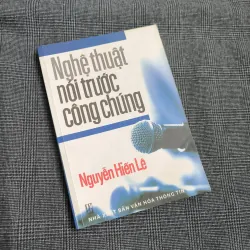 Nghệ thuật
nói trước
công chúng
Nguyễn Hiến Lê
NHÀ XUẤT BẢN VĂN HÓA THÔNG TIN